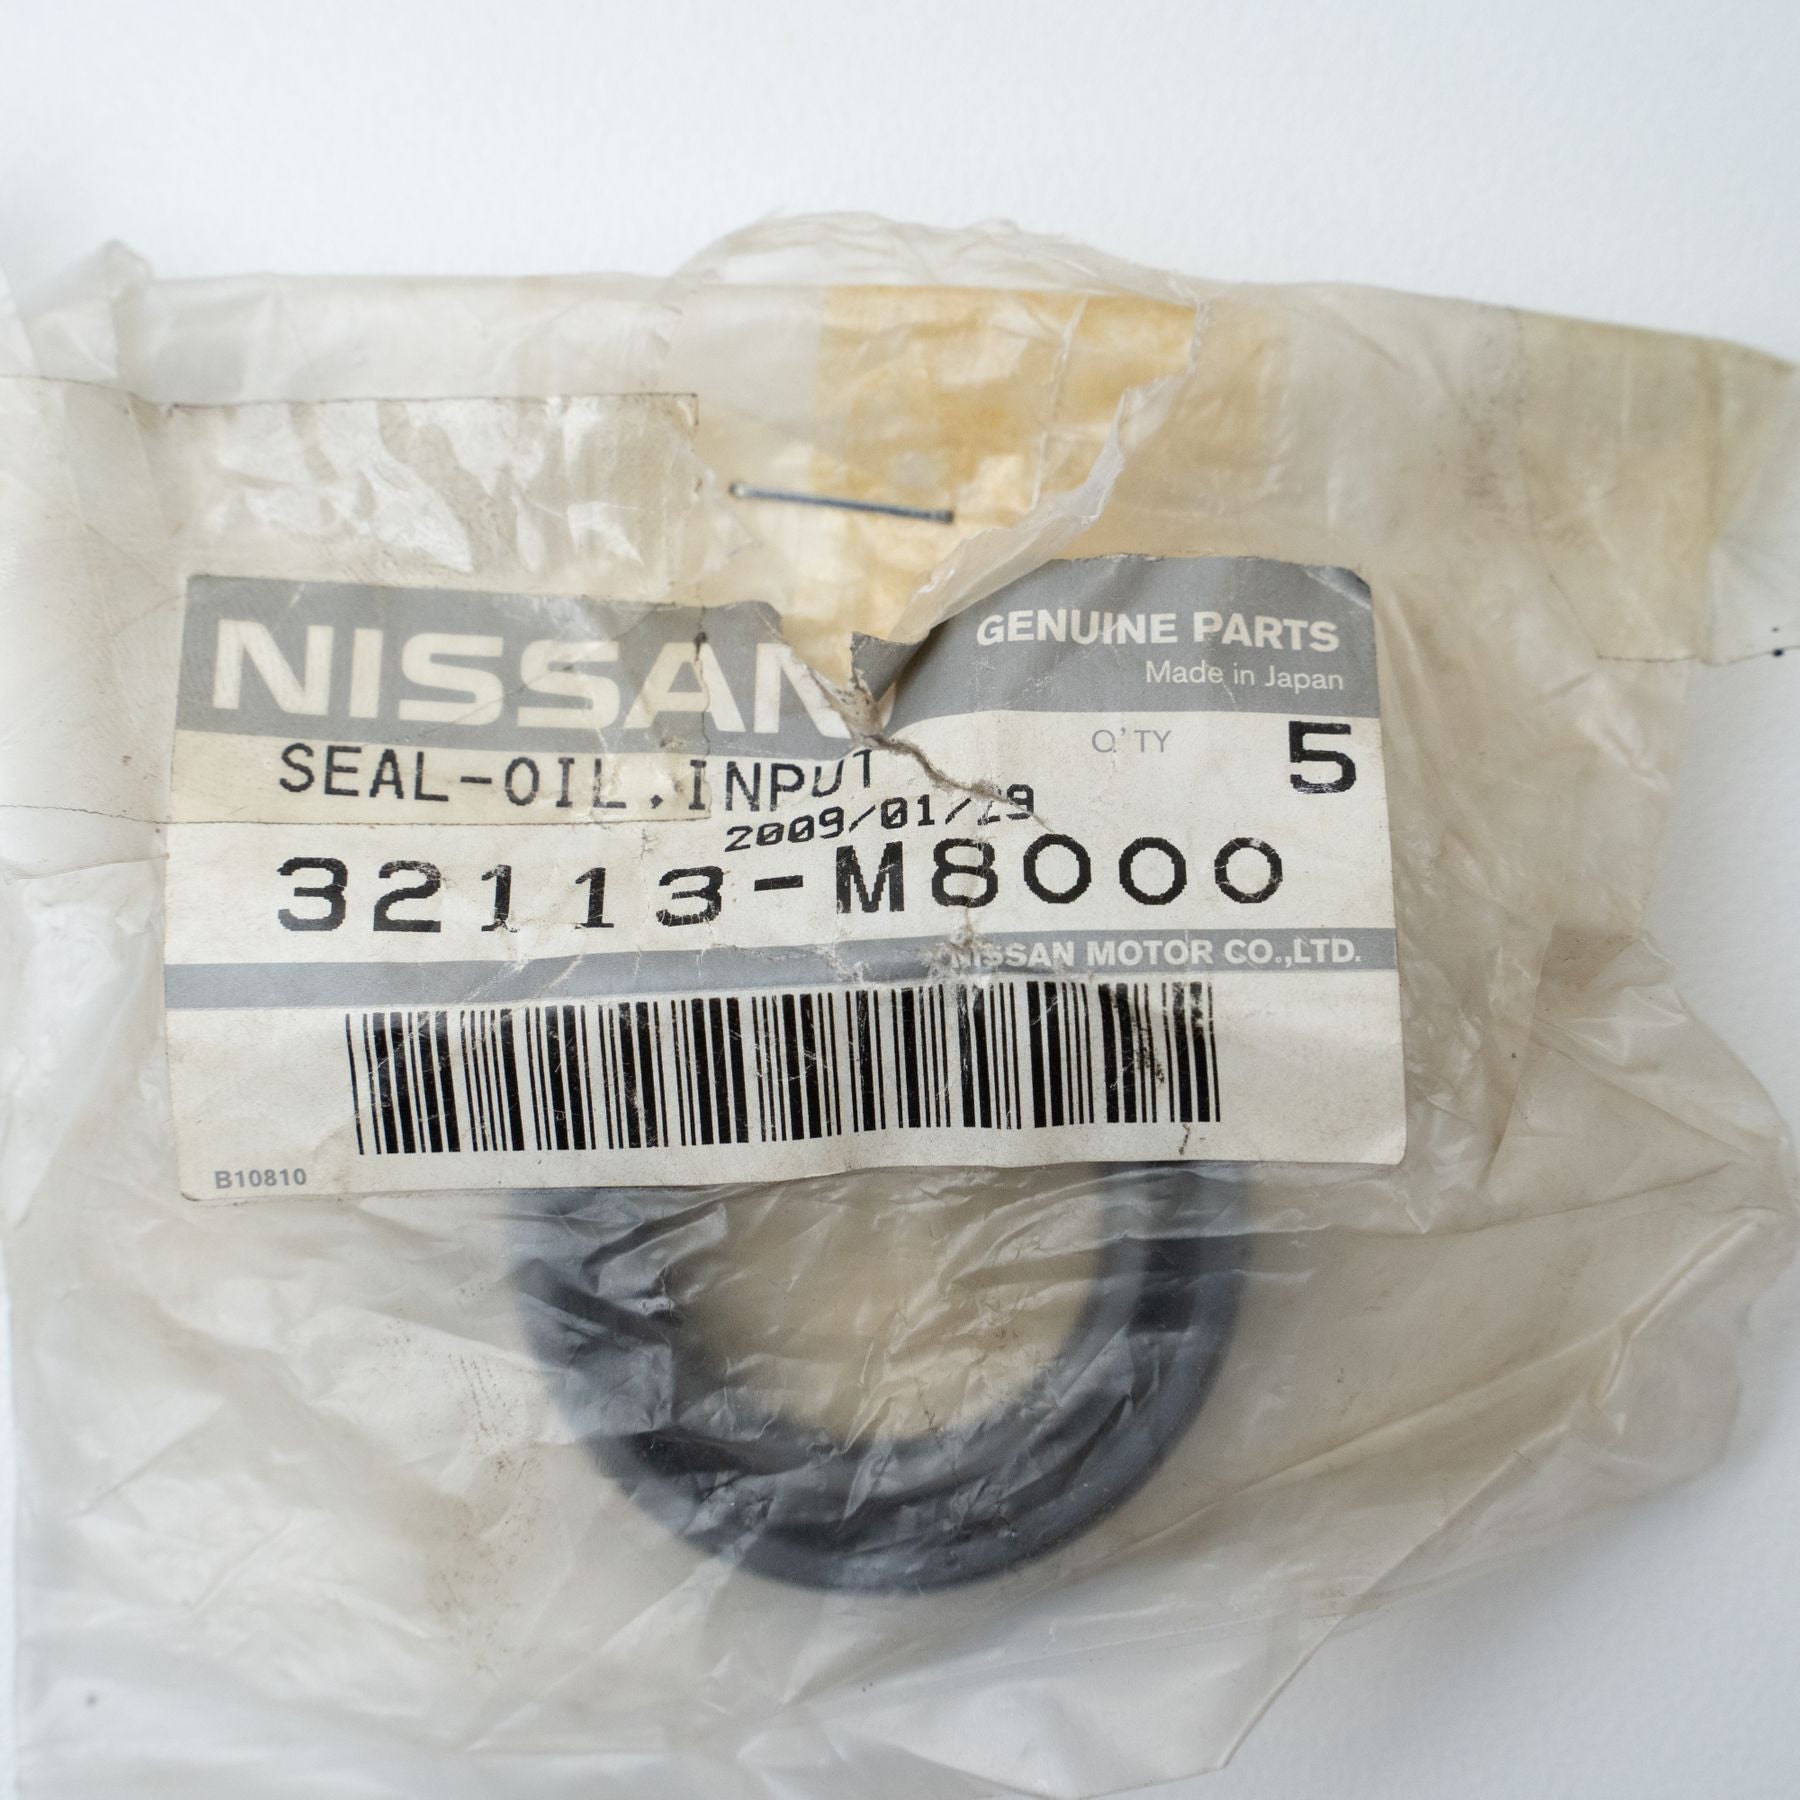 NISSAN
GENUINE PARTS
Made in Japan
Q'TY 5
SEAL-OIL,INPUT
2009/01/29
32113-M8000
NISSAN MOTOR CO.,LTD.
B10810